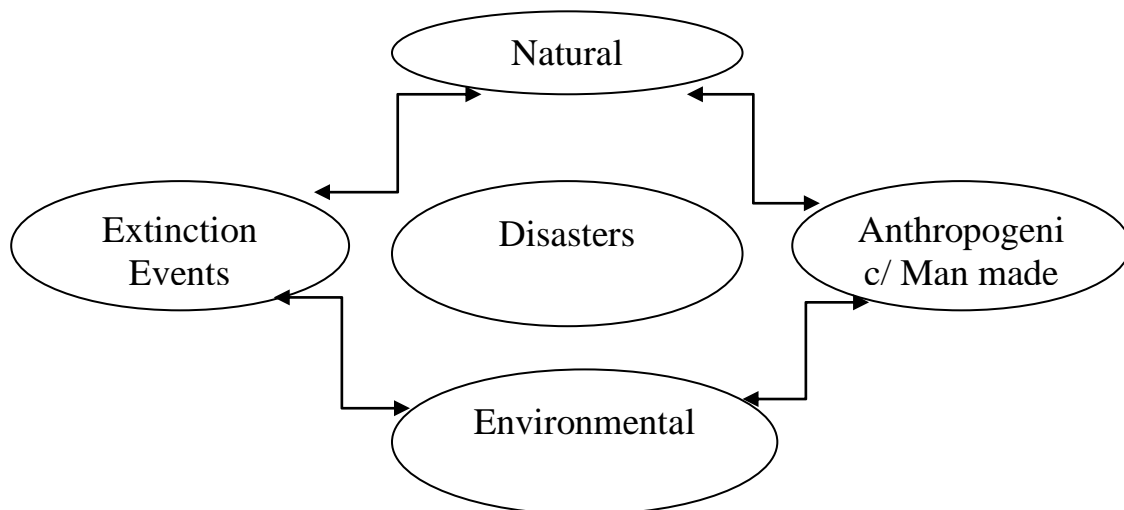 Natural
Extinction
Events
Disasters
Anthropogeni
c/ Man made
Environmental